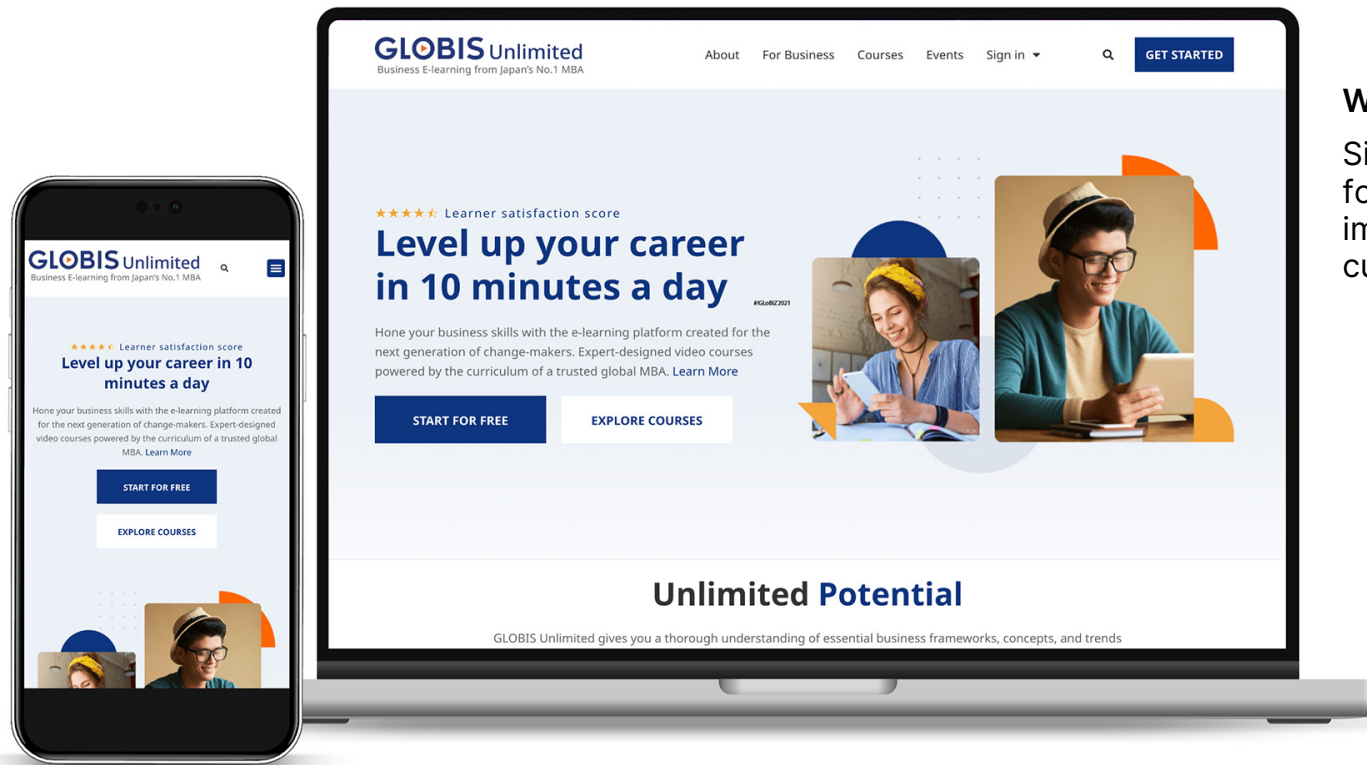 GLOBIS Unlimited
Business E-learning from Japan's No.1 MBA
About For Business Courses Events Sign in GET STARTED
Learner satisfaction score
Level up your career
in 10 minutes a day
#IGLoBiZ2021
Hone your business skills with the e-learning platform created for the
next generation of change-makers. Expert-designed video courses
powered by the curriculum of a trusted global MBA. Learn More
START FOR FREE EXPLORE COURSES
Unlimited Potential
GLOBIS Unlimited gives you a thorough understanding of essential business frameworks, concepts, and trends
GLOBIS Unlimited
Business E-learning from Japan's No.1 MBA
Learner satisfaction score
Level up your career in 10
minutes a day
Hone your business skills with the e-learning platform created
for the next generation of change-makers. Expert-designed
video courses powered by the curriculum of a trusted global
MBA. Learn More
START FOR FREE
EXPLORE COURSES